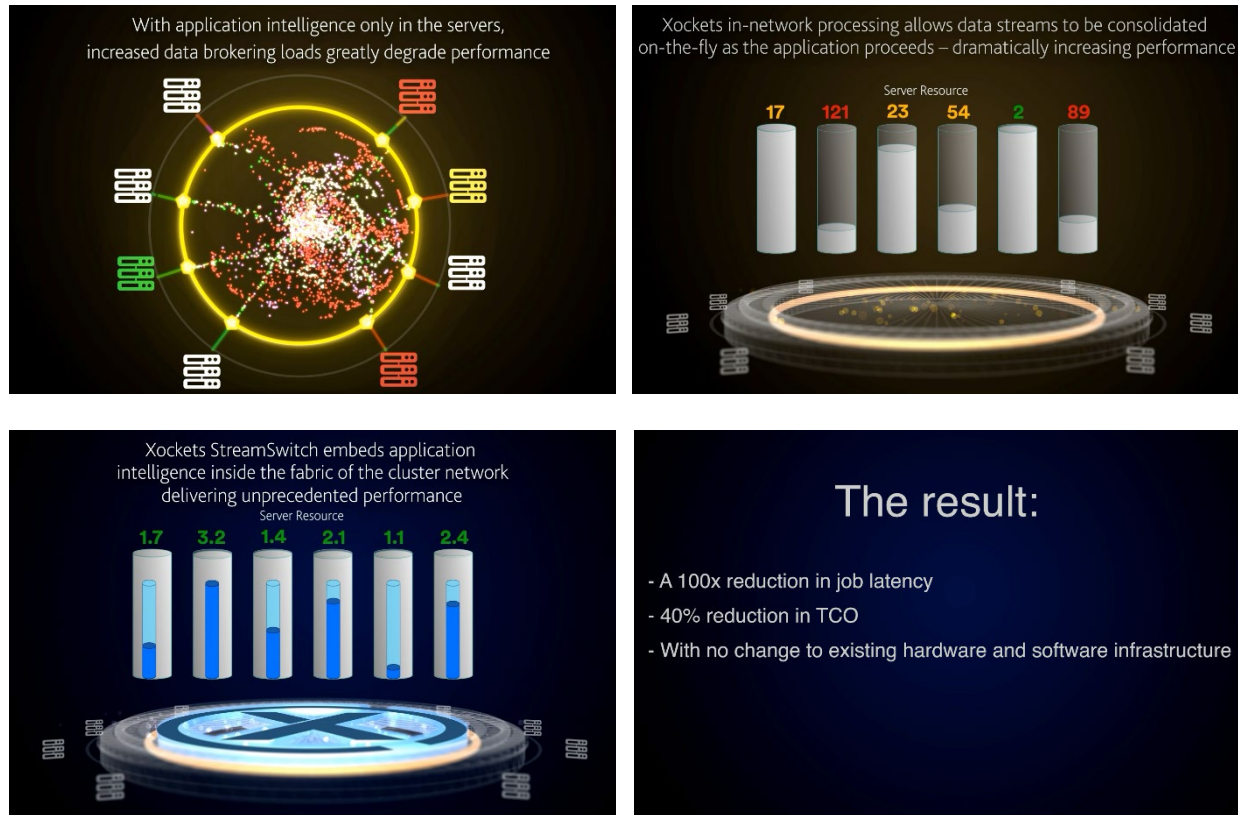 With application intelligence only in the servers,
increased data brokering loads greatly degrade performance
Xockets in-network processing allows data streams to be consolidated
on-the-fly as the application proceeds – dramatically increasing performance
Server Resource
17 121 23 54 2 89
Xockets StreamSwitch embeds application
intelligence inside the fabric of the cluster network
delivering unprecedented performance
Server Resource
1.7 3.2 1.4 2.1 1.1 2.4
The result:
- A 100x reduction in job latency
- 40% reduction in TCO
- With no change to existing hardware and software infrastructure